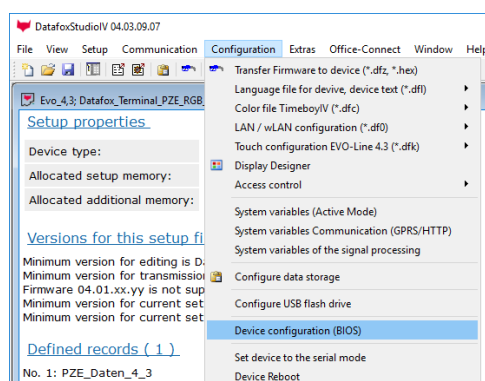 DatafoxStudioIV 04.03.09.07
File View Setup Communication Configuration Extras Office-Connect Window Help
Evo_4,3; Datafox_Terminal_PZE_RGB_
Setup properties
Device type:
Allocated setup memory:
Allocated additional memory:
Versions for this setup fi
Minimum version for editing is Da
Minimum version for transmissio
Firmware 04.01.xx.yy is not sup
Minimum version for current set
Minimum version for current set
Defined records ( 1 )
No. 1: PZE_Daten_4_3
Transfer Firmware to device (*.dfz, *.hex)
Language file for devive, device text (*.dfl)
Color file TimeboyIV (*.dfc)
LAN / wLAN configuration (*.df0)
Touch configuration EVO-Line 4.3 (*.dfk)
Display Designer
Access control
System variables (Active Mode)
System variables Communication (GPRS/HTTP)
System variables of the signal processing
Configure data storage
Configure USB flash drive
Device configuration (BIOS)
Set device to the serial mode
Device Reboot